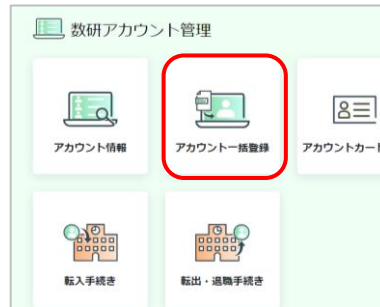 数研アカウント管理
アカウント情報
アカウント一括登録
アカウントカード
転入手続き
転出・退職手続き